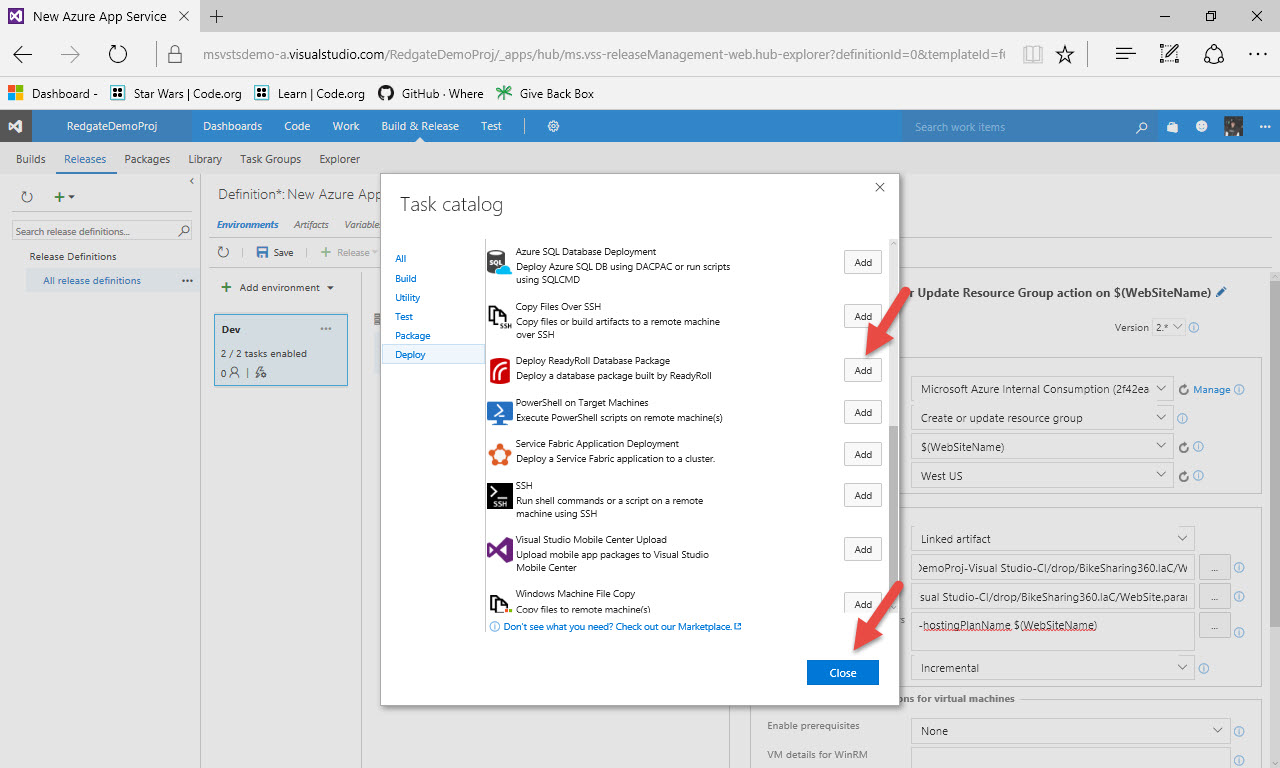 New Azure App Service
msvstsdemo-a.visualstudio.com/RedgateDemoProj/_apps/hub/ms.vss-releaseManagement-web.hub-explorer?definitionId=0&templateId=f
Dashboard - Star Wars | Code.org Learn | Code.org GitHub · Where Give Back Box
RedgateDemoProj Dashboards Code Work Build & Release Test Search work items
Builds Releases Packages Library Task Groups Explorer
Definition*: New Azure App
Search release definitions...
Environments Artifacts Variable
Release Definitions
Save Release
All release definitions
Add environment
Dev
2 / 2 tasks enabled
0
Task catalog
All
Build
Utility
Test
Package
Deploy
Azure SQL Database Deployment
Deploy Azure SQL DB using DACPAC or run scripts
using SQLCMD
Add
Copy Files Over SSH
Copy files or build artifacts to a remote machine
over SSH
Add
Deploy ReadyRoll Database Package
Deploy a database package built by ReadyRoll
Add
PowerShell on Target Machines
Execute PowerShell scripts on remote machine(s)
Add
Service Fabric Application Deployment
Deploy a Service Fabric application to a cluster.
Add
SSH
Run shell commands or a script on a remote
machine using SSH
Add
Visual Studio Mobile Center Upload
Upload mobile app packages to Visual Studio
Mobile Center
Add
Windows Machine File Copy
Copy files to remote machine(s)
Add
Don't see what you need? Check out our Marketplace.
Close
r Update Resource Group action on $(WebSiteName)
Version 2.*
Microsoft Azure Internal Consumption (2f42ea Manage
Create or update resource group
$(WebSiteName)
West US
Linked artifact
DemoProj-Visual Studio-CI/drop/BikeSharing360.IaC/W ...
sual Studio-CI/drop/BikeSharing360.IaC/WebSite.para ...
rs -hostingPlanName $(WebSiteName) ...
Incremental
ons for virtual machines
Enable prerequisites None
VM details for WinRM